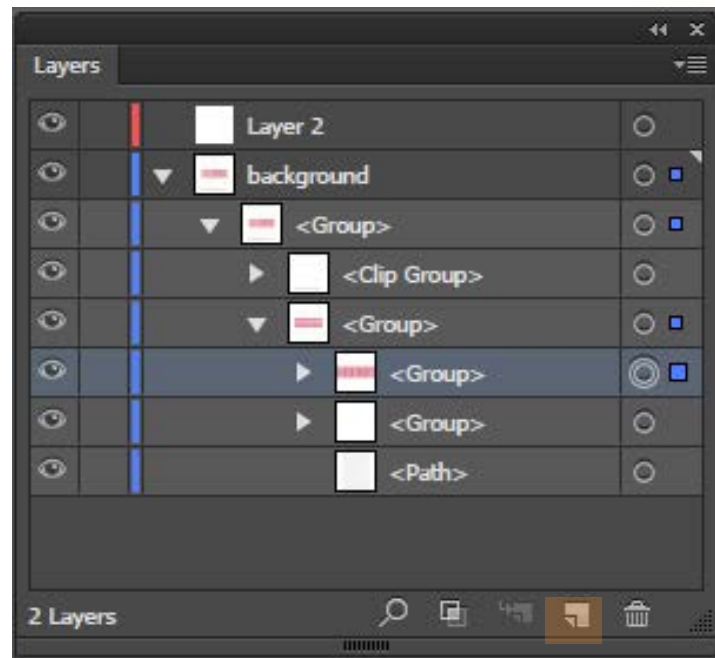 Layers
Layer 2
background
<Group>
<Clip Group>
<Group>
<Group>
<Group>
<Path>
2 Layers